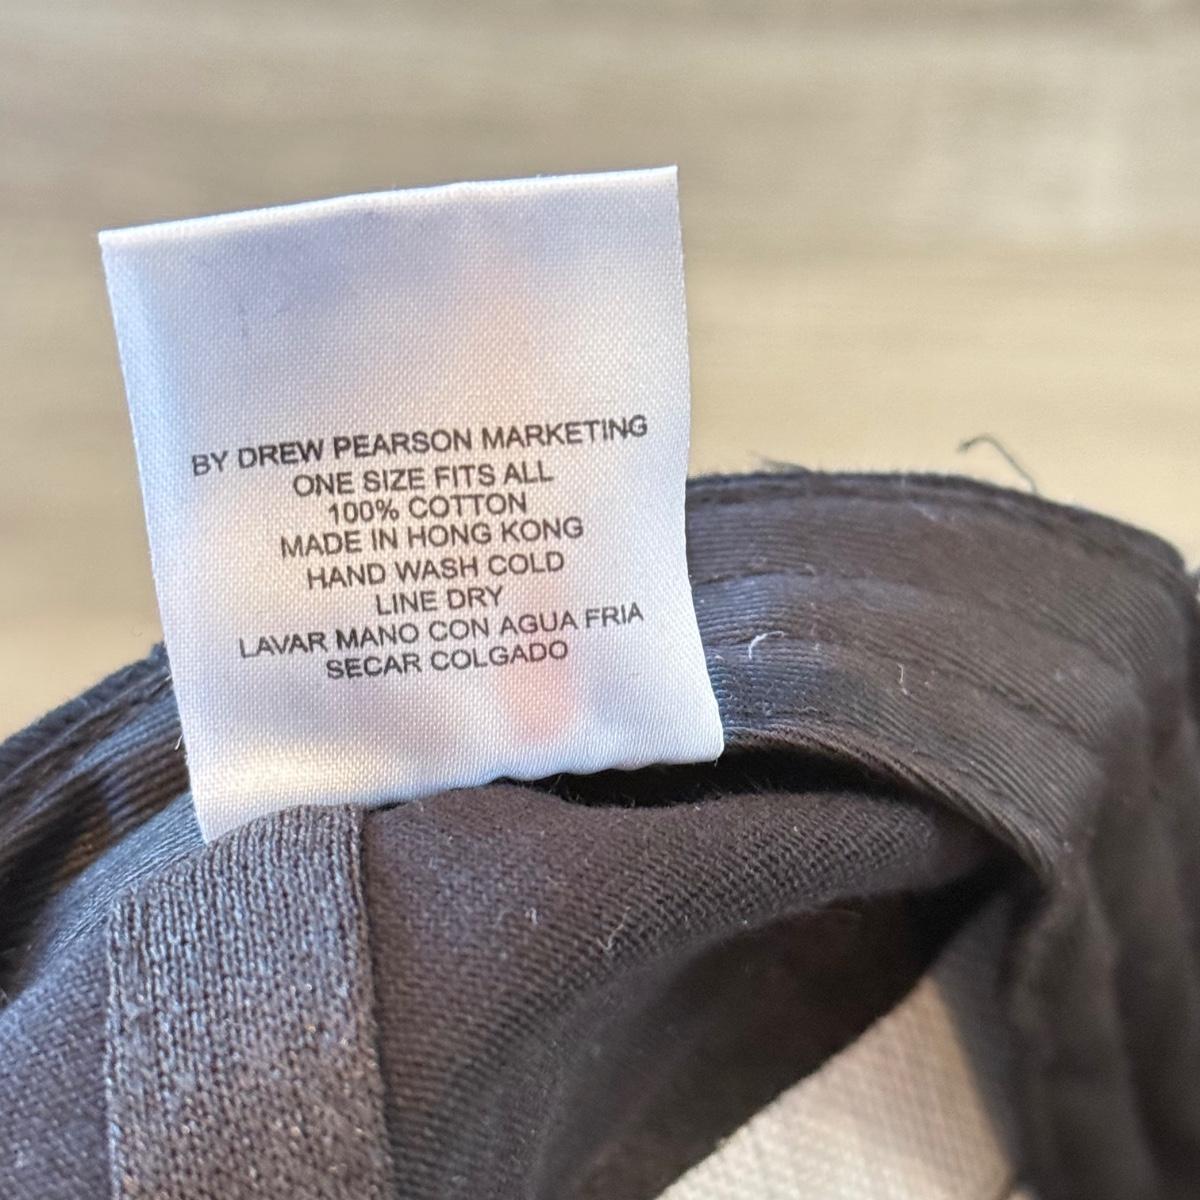 BY DREW PEARSON MARKETING
ONE SIZE FITS ALL
100% COTTON
MADE IN HONG KONG
HAND WASH COLD
LINE DRY
LAVAR MANO CON AGUA FRIA
SECAR COLGADO